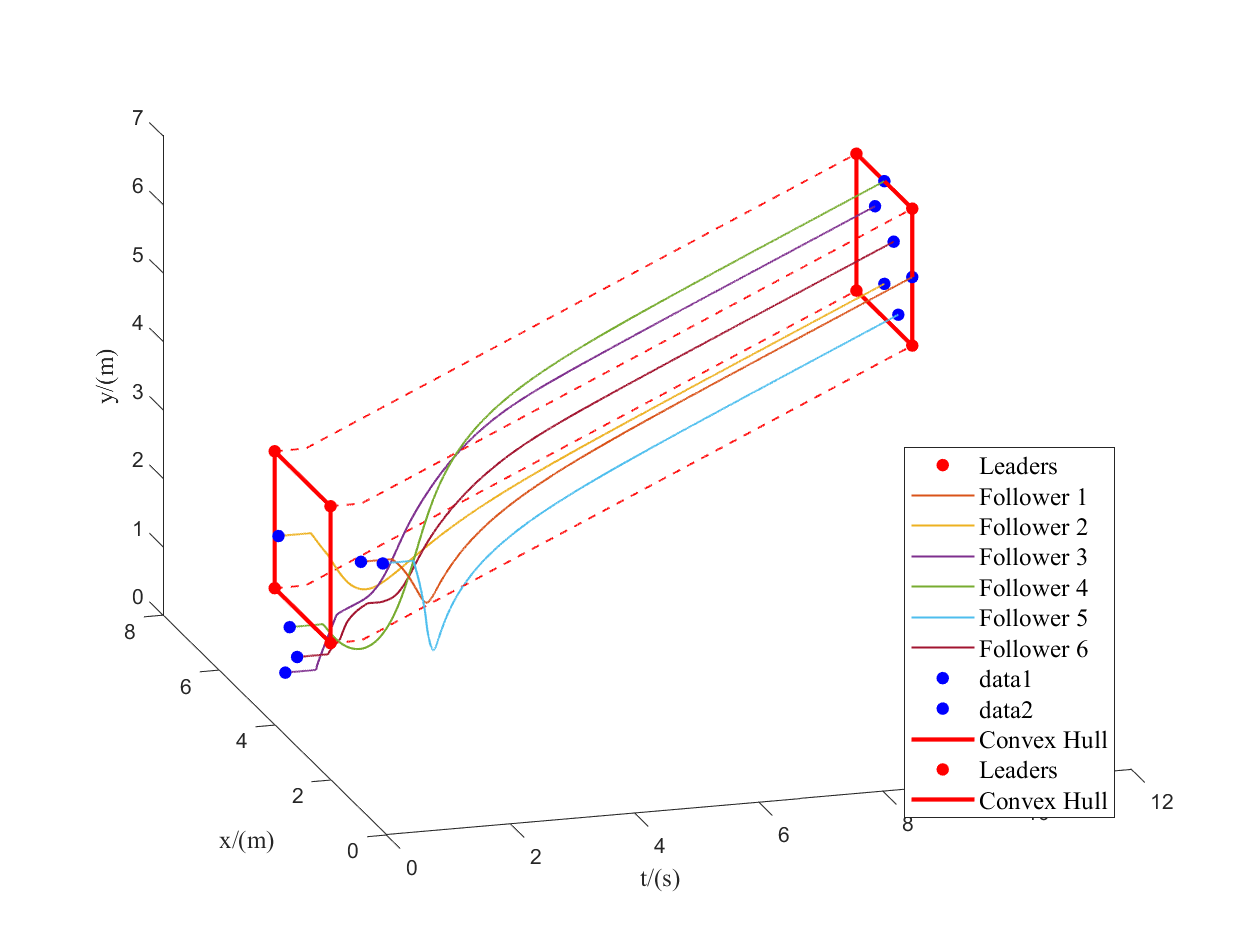 7
6
5
4
3
2
1
0
y/(m)
8
6
4
2
0
x/(m)
0
2
4
6
8
12
t/(s)
Leaders
Follower 1
Follower 2
Follower 3
Follower 4
Follower 5
Follower 6
data1
data2
Convex Hull
Leaders
Convex Hull